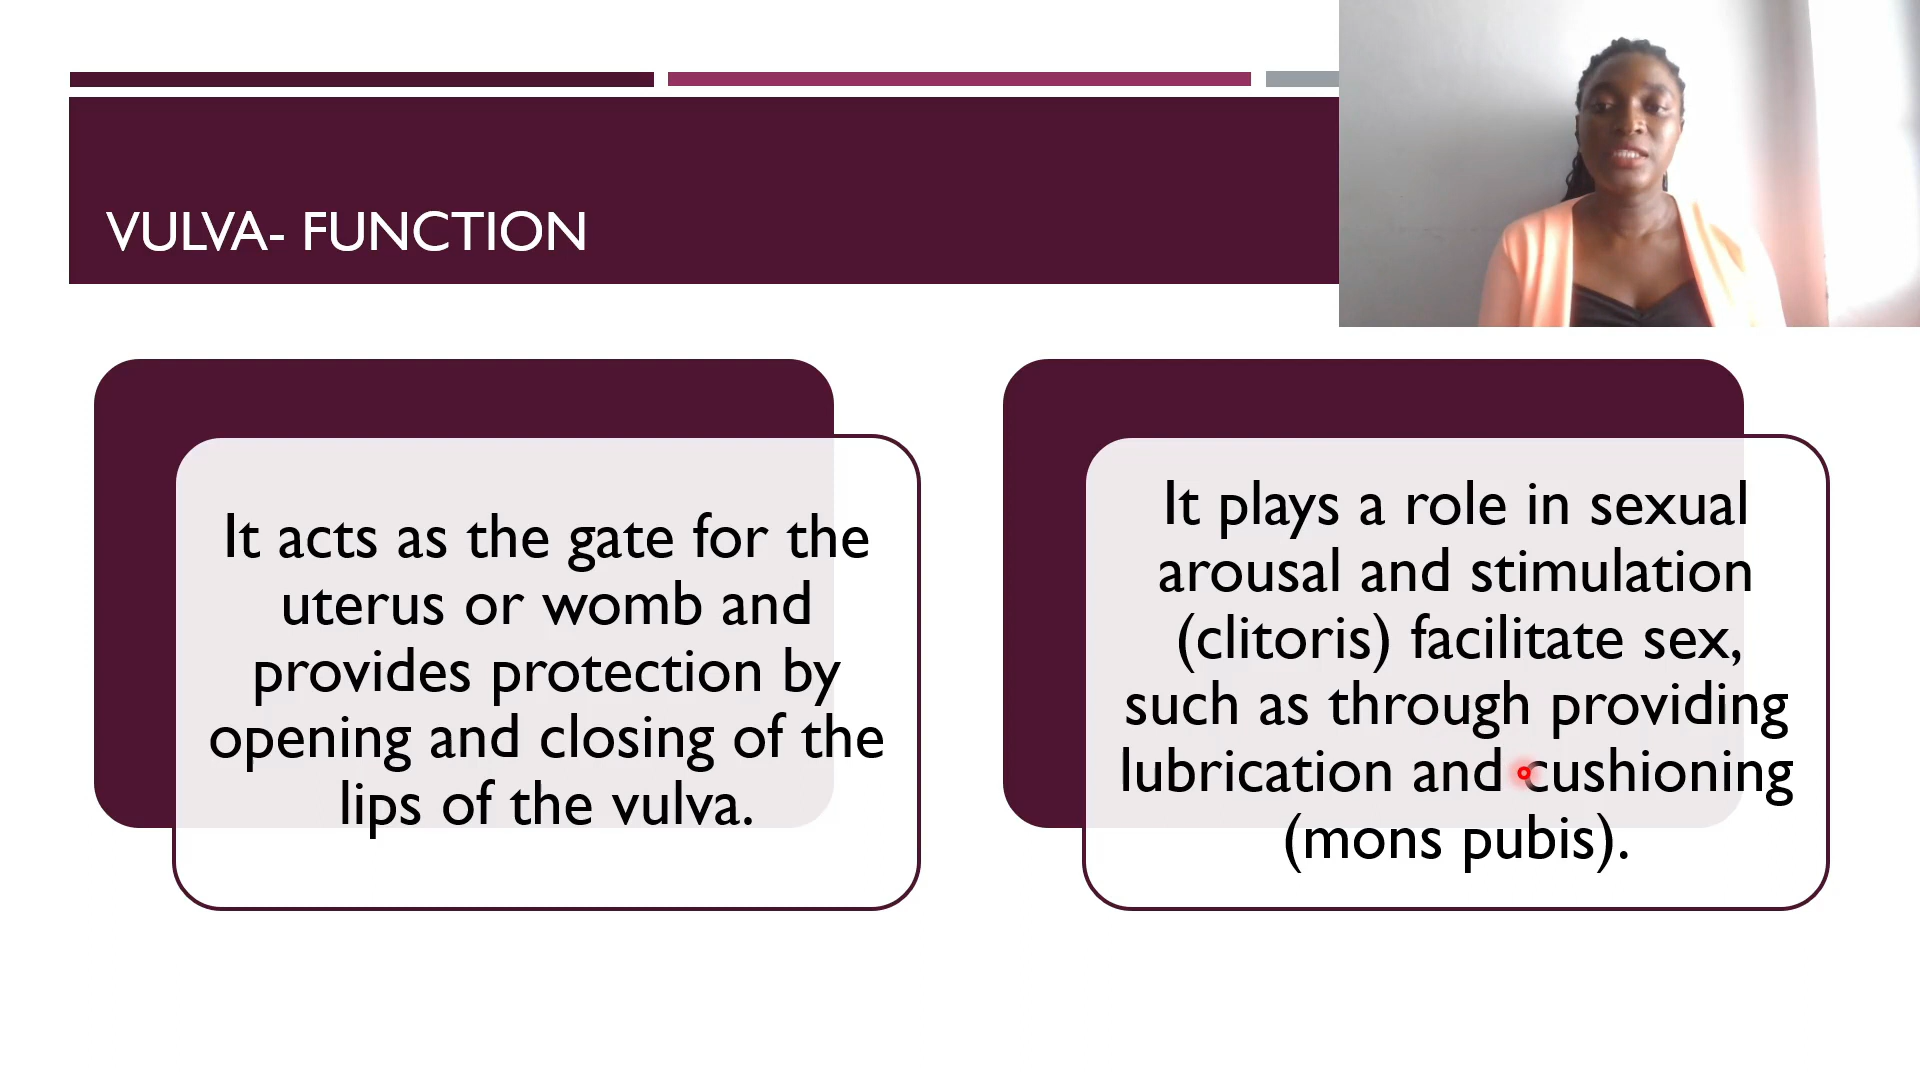 VULVA- FUNCTION
It acts as the gate for the
uterus or womb and
provides protection by
opening and closing of the
lips of the vulva.
It plays a role in sexual
arousal and stimulation
(clitoris) facilitate sex,
such as through providing
lubrication and cushioning
(mons pubis).